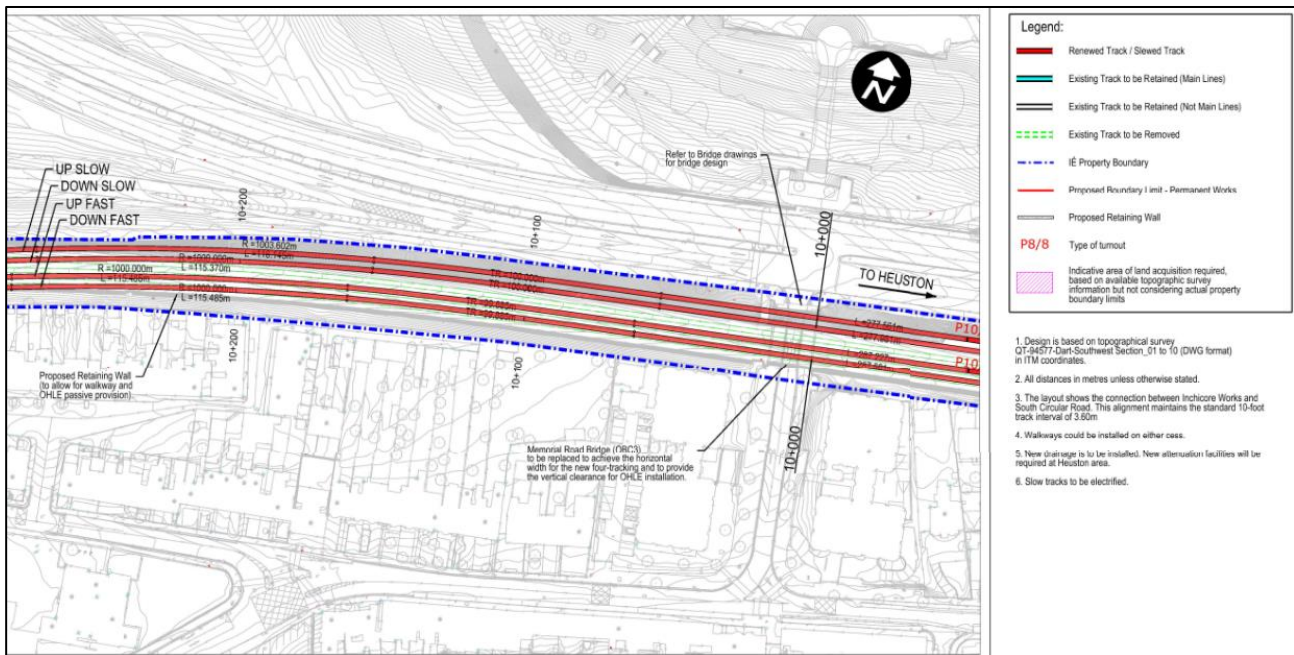 UP SLOW
DOWN SLOW
UP FAST
DOWN FAST
10+200
10+100
10+000
N
Refer to Bridge drawings
for bridge design
TO HEUSTON
R =1003.602m
R =1000.000m
L =115.370m
R =1000.000m
L =115.485m
R =1000.000m
L =115.485m
TR =100.000m
L =277.561m
P10
P10
10+200
10+100
10+000
Proposed Retaining Wall
(to allow for walkway and
OHLE passive provision)
Memorial Road Bridge (OBC3)
to be replaced to achieve the horizontal
width for the new four-tracking and to provide
the vertical clearance for OHLE installation.
Legend:
Renewed Track / Slewed Track
Existing Track to be Retained (Main Lines)
Existing Track to be Retained (Not Main Lines)
Existing Track to be Removed
IÉ Property Boundary
Proposed Boundary Limit - Permanent Works
Proposed Retaining Wall
P8/8 Type of turnout
Indicative area of land acquisition required,
based on available topographic survey
information but not considering actual property
boundary limits
1. Design is based on topographical survey
QT-94577-Dart-Southwest Section_01 to 10 (DWG format)
in ITM coordinates.
2. All distances in metres unless otherwise stated.
3. The layout shows the connection between Inchicore Works and
South Circular Road. This alignment maintains the standard 10-foot
track interval of 3.60m
4. Walkways could be installed on either cess.
5. New drainage is to be installed. New attenuation facilities will be
required at Heuston area.
6. Slow tracks to be electrified.